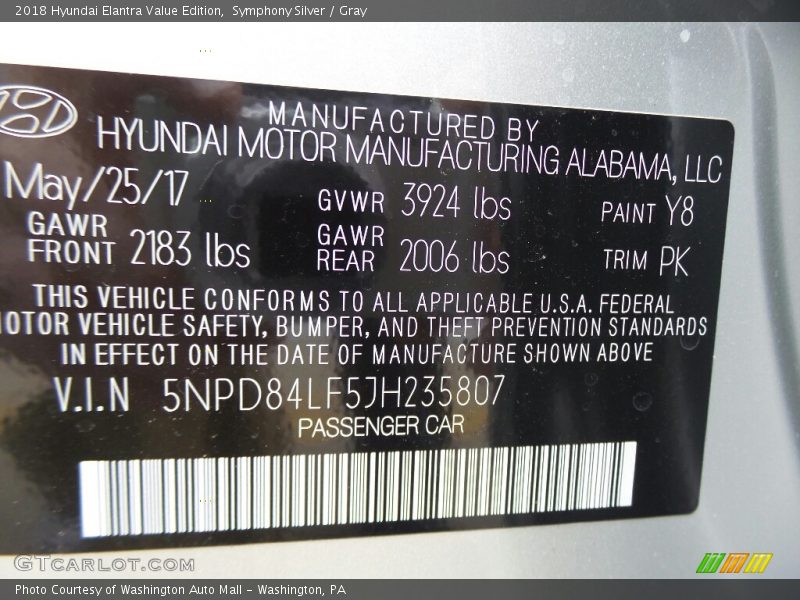 2018 Hyundai Elantra Value Edition,  Symphony Silver / Gray
MANUFACTURED BY
HYUNDAI MOTOR MANUFACTURING ALABAMA, LLC
May/25/17
GVWR 3924 lbs
PAINT Y8
GAWR
FRONT 2183 lbs
GAWR
REAR 2006 lbs
TRIM PK
THIS VEHICLE CONFORMS TO ALL APPLICABLE U.S.A. FEDERAL
MOTOR VEHICLE SAFETY, BUMPER, AND THEFT PREVENTION STANDARDS
IN EFFECT ON THE DATE OF MANUFACTURE SHOWN ABOVE
V.I.N 5NPD84LF5JH235807
PASSENGER CAR
GTCARLOT.COM
Photo Courtesy of Washington Auto Mall - Washington, PA